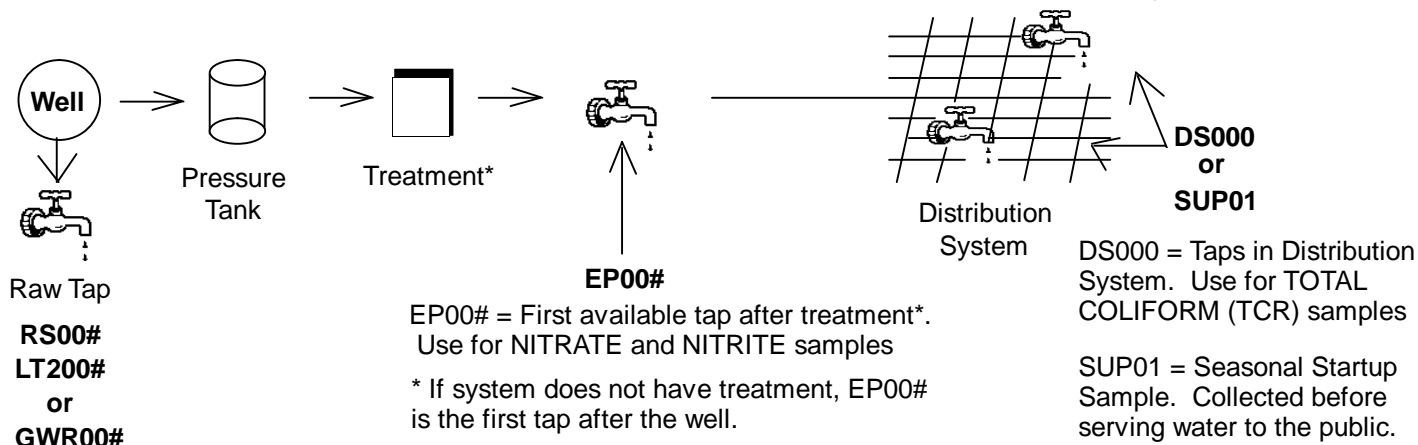 Well
Pressure
Tank
Treatment*
Raw Tap
RS00#
LT200#
or
GWR00#
EP00#
EP00# = First available tap after treatment*.
Use for NITRATE and NITRITE samples
* If system does not have treatment, EP00#
is the first tap after the well.
Distribution
System
DS000
or
SUP01
DS000 = Taps in Distribution
System. Use for TOTAL
COLIFORM (TCR) samples
SUP01 = Seasonal Startup
Sample. Collected before
serving water to the public.